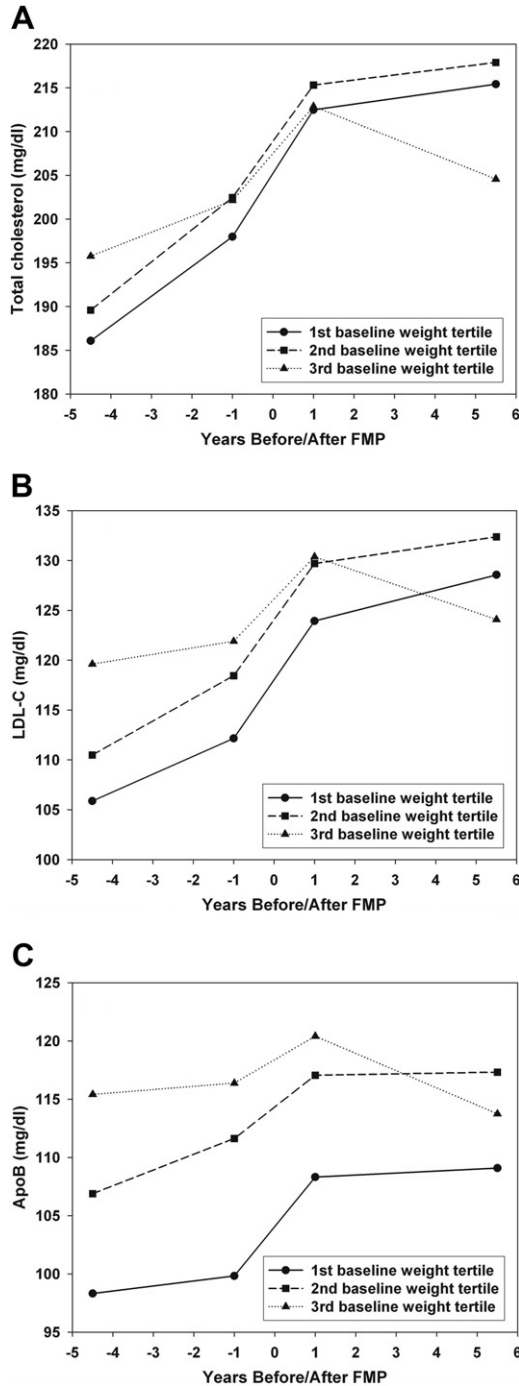 A
Total cholesterol (mg/dl)
220
215
210
205
200
195
190
185
180
1st baseline weight tertile
2nd baseline weight tertile
3rd baseline weight tertile
-5 -4 -3 -2 -1 0 1 2 3 4 5 6
Years Before/After FMP
B
LDL-C (mg/dl)
135
130
125
120
115
110
105
100
1st baseline weight tertile
2nd baseline weight tertile
3rd baseline weight tertile
-5 -4 -3 -2 -1 0 1 2 3 4 5 6
Years Before/After FMP
C
ApoB (mg/dl)
125
120
115
110
105
100
95
1st baseline weight tertile
2nd baseline weight tertile
3rd baseline weight tertile
-5 -4 -3 -2 -1 0 1 2 3 4 5 6
Years Before/After FMP